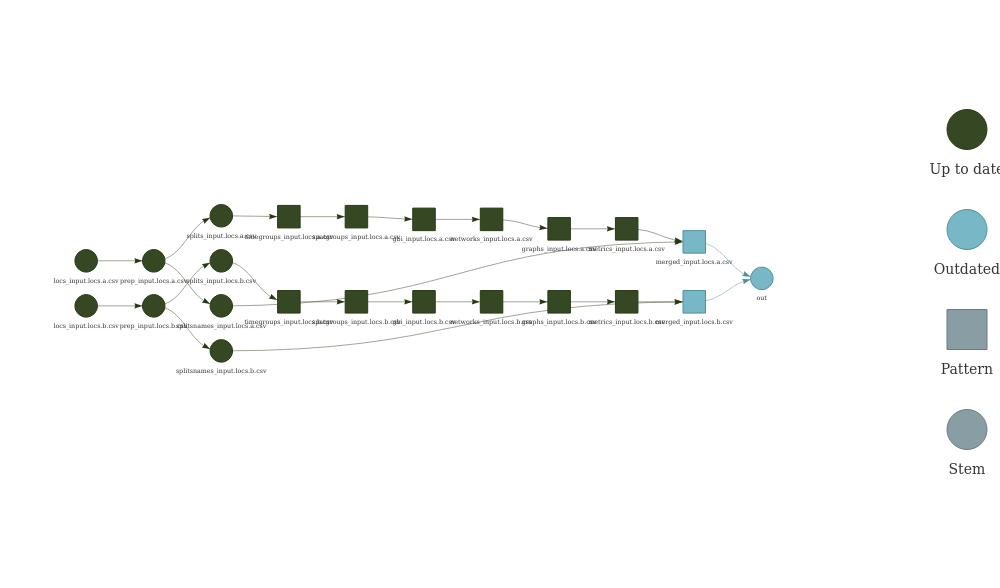 splits_input.locs.a.csv
timegroups_input.locs.a.csv
spatgroups_input.locs.a.csv
gbi_input.locs.a.csv
networks_input.locs.a.csv
graphs_input.locs.a.csv
metrics_input.locs.a.csv
merged_input.locs.a.csv
locs_input.locs.a.csv
prep_input.locs.a.csv
splits_input.locs.b.csv
out
locs_input.locs.b.csv
prep_input.locs.b.csv
splitsnames_input.locs.a.csv
timegroups_input.locs.b.csv
spatgroups_input.locs.b.csv
gbi_input.locs.b.csv
networks_input.locs.b.csv
graphs_input.locs.b.csv
metrics_input.locs.b.csv
merged_input.locs.b.csv
splitsnames_input.locs.b.csv
Up to date
Outdated
Pattern
Stem